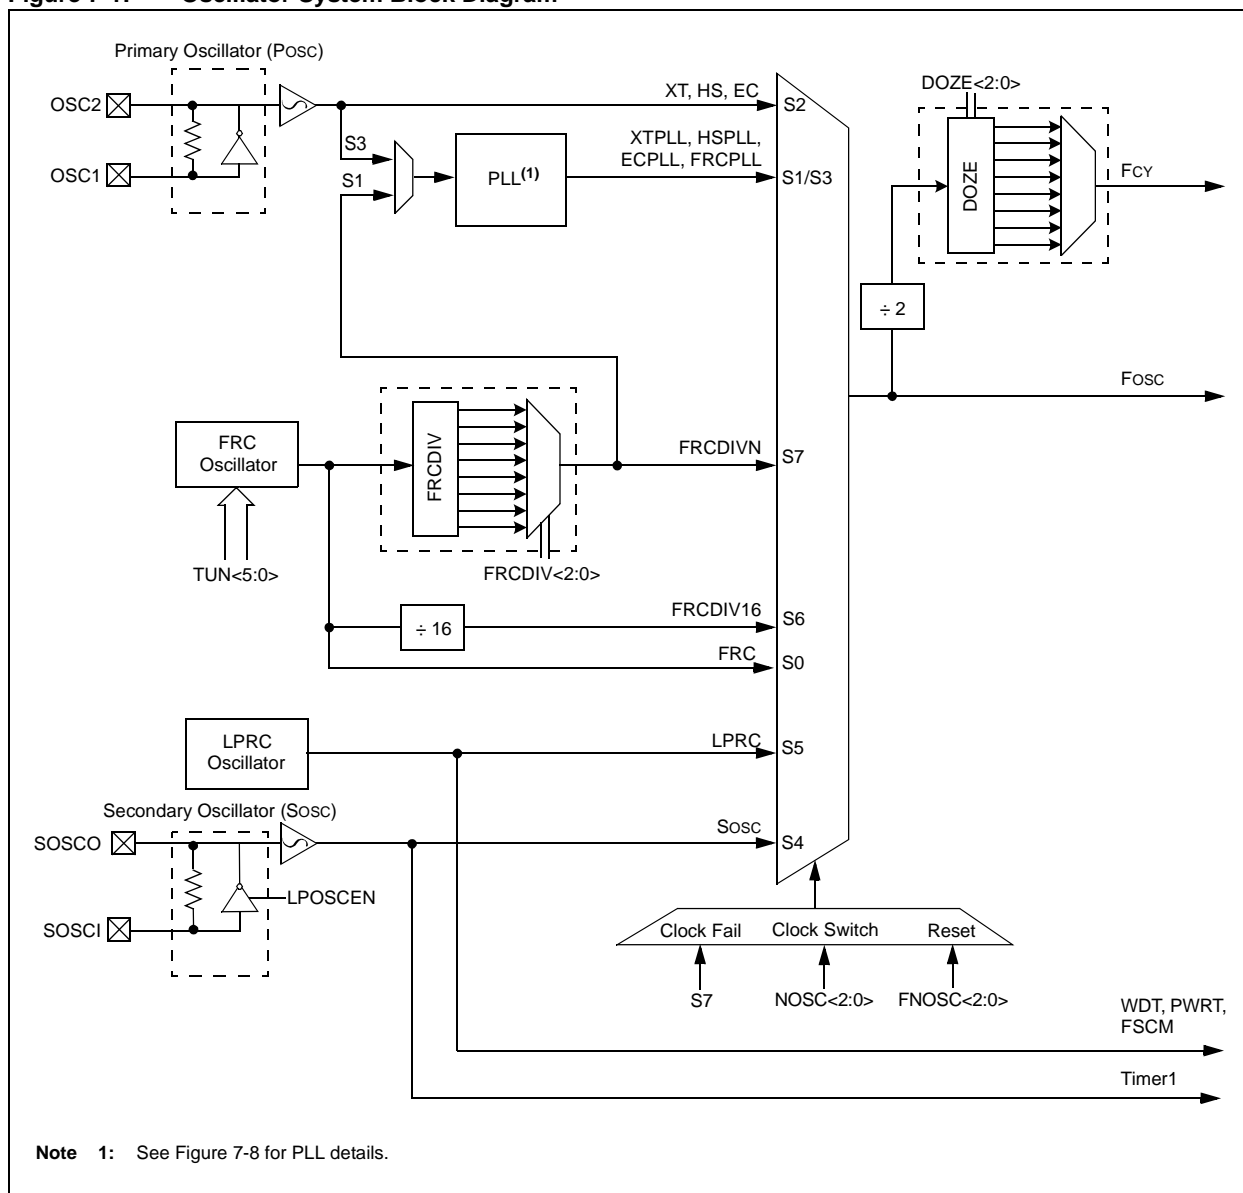 Figure 7-1: Oscillator System Block Diagram
Primary Oscillator (POSC)
OSC2
OSC1
S3
S1
PLL(1)
XT, HS, EC
XTPLL, HSPLL,
ECPLL, FRCPLL
S2
S1/S3
DOZE<2:0>
DOZE
FCY
÷ 2
FOSC
FRC
Oscillator
TUN<5:0>
FRCDIV
FRCDIV<2:0>
FRCDIVN
S7
÷ 16
FRCDIV16
S6
FRC
S0
LPRC
Oscillator
LPRC
S5
Secondary Oscillator (SOSC)
SOSCO
SOSCI
LPOSCEN
SOSC
S4
Clock Fail Clock Switch Reset
S7 NOSC<2:0> FNOSC<2:0>
WDT, PWRT,
FSCM
Timer1
Note 1: See Figure 7-8 for PLL details.